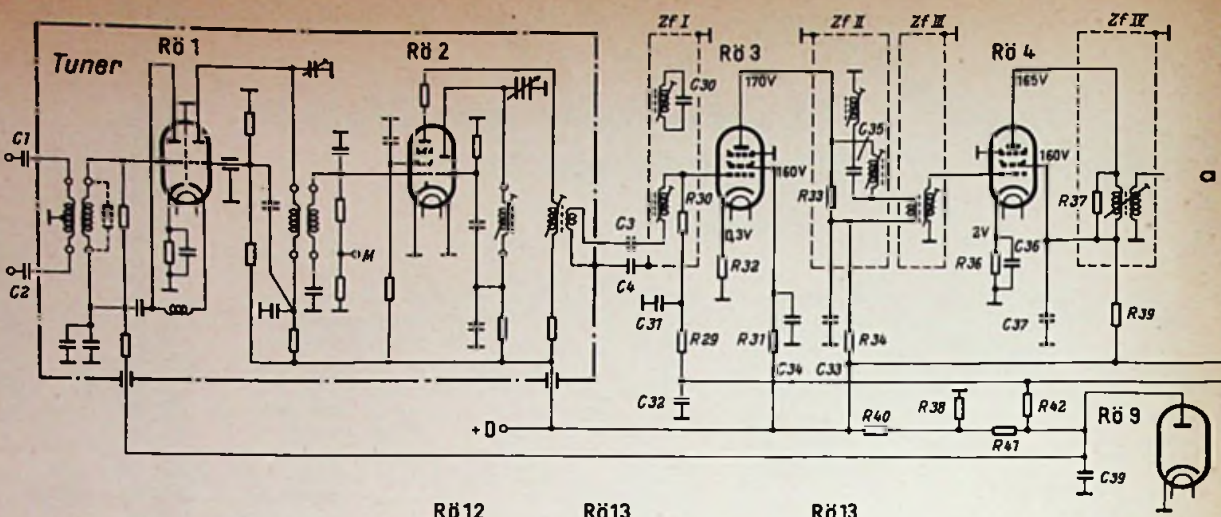 Zf I
Zf II
Zf III
Zf IV
Tuner
Rö 1
Rö 2
Rö 3
Rö 4
C30
170V
C35
165V
160V
160V
C1
C2
M
C3
C4
R30
0,3V
R32
R33
2V
R36
C36
R37
a
C31
R29
R31
C34
C33
R34
C37
R39
C32
+D
R40
R38
R41
R42
Rö 9
C39
Rö12
Rö13
Rö13